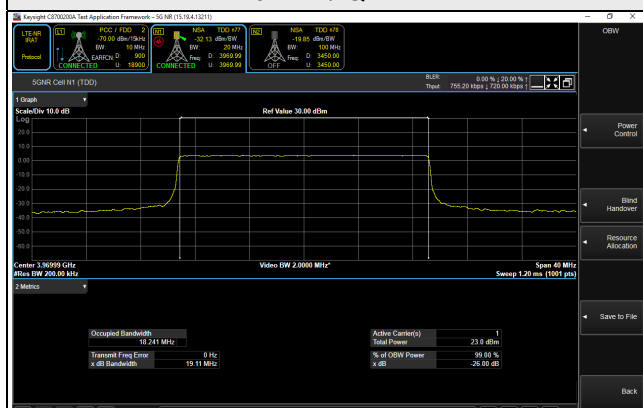 Keysight C8700200A Test Application Framework – 5G NR (15.19.4.13211)
LTE-NR IRAT
Protocol
L1 PCC / FDD 2
-70.00 dBm/15kHz
BW: 10 MHz
EARFCN: D: 900
CONNECTED U: 18900
N1 NSA TDD n77
-32.13 dBm/BW
BW: 20 MHz
Freq: D: 3969.99
CONNECTED U: 3969.99
N2 NSA TDD n78
-19.85 dBm/BW
BW: 100 MHz
Freq: D: 3450.00
OFF U: 3450.00
OBW
5GNR Cell N1 (TDD)
BLER: 0.00 % ↓ 20.00 % ↑
Thput: 755.20 kbps ↓ 720.00 kbps ↑
1 Graph
Scale/Div 10.0 dB
Ref Value 30.00 dBm
Log
20.0
10.0
0.00
-10.0
-20.0
-30.0
-40.0
-50.0
-60.0
Center 3.96999 GHz
Video BW 2.0000 MHz*
Span 40 MHz
#Res BW 200.00 kHz
Sweep 1.20 ms (1001 pts)
2 Metrics
Occupied Bandwidth
18.241 MHz
Transmit Freq Error 0 Hz
x dB Bandwidth 19.11 MHz
Active Carrier(s) 1
Total Power 23.0 dBm
% of OBW Power 99.00 %
x dB -26.00 dB
Power Control
Blind Handover
Resource Allocation
Save to File
Back